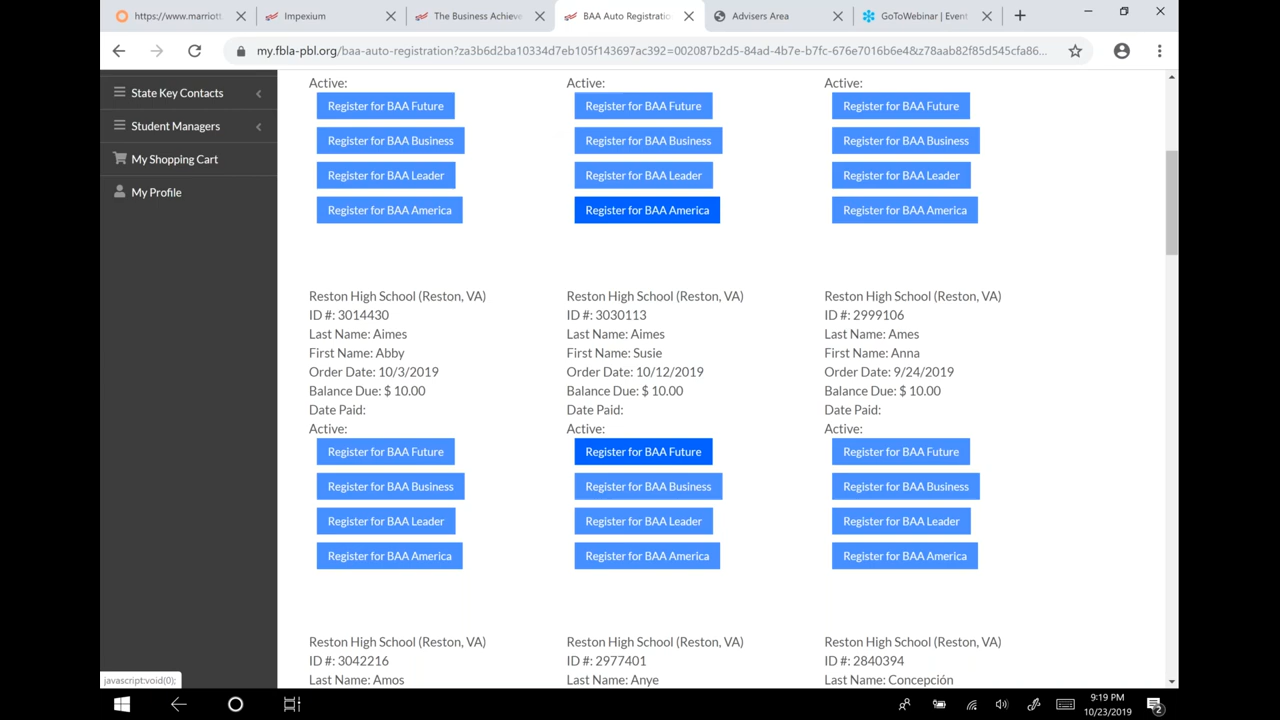 https://www.marriott.
Impexium
The Business Achieve
BAA Auto Registratio
Advisers Area
GoToWebinar | Event
my.fbla-pbl.org/baa-auto-registration?za3b6d2ba10334d7eb105f143697ac392=002087b2d5-84ad-4b7e-b7fc-676e7016b6e4&z78aab82f85d545cfa86...
State Key Contacts
Student Managers
My Shopping Cart
My Profile
Active:
Register for BAA Future
Register for BAA Business
Register for BAA Leader
Register for BAA America
Active:
Register for BAA Future
Register for BAA Business
Register for BAA Leader
Register for BAA America
Active:
Register for BAA Future
Register for BAA Business
Register for BAA Leader
Register for BAA America
Reston High School (Reston, VA)
ID #: 3014430
Last Name: Aimes
First Name: Abby
Order Date: 10/3/2019
Balance Due: $ 10.00
Date Paid:
Active:
Register for BAA Future
Register for BAA Business
Register for BAA Leader
Register for BAA America
Reston High School (Reston, VA)
ID #: 3030113
Last Name: Aimes
First Name: Susie
Order Date: 10/12/2019
Balance Due: $ 10.00
Date Paid:
Active:
Register for BAA Future
Register for BAA Business
Register for BAA Leader
Register for BAA America
Reston High School (Reston, VA)
ID #: 2999106
Last Name: Ames
First Name: Anna
Order Date: 9/24/2019
Balance Due: $ 10.00
Date Paid:
Active:
Register for BAA Future
Register for BAA Business
Register for BAA Leader
Register for BAA America
Reston High School (Reston, VA)
ID #: 3042216
Last Name: Amos
Reston High School (Reston, VA)
ID #: 2977401
Last Name: Anye
Reston High School (Reston, VA)
ID #: 2840394
Last Name: Concepción
javascript:void(0);
9:19 PM
10/23/2019
2